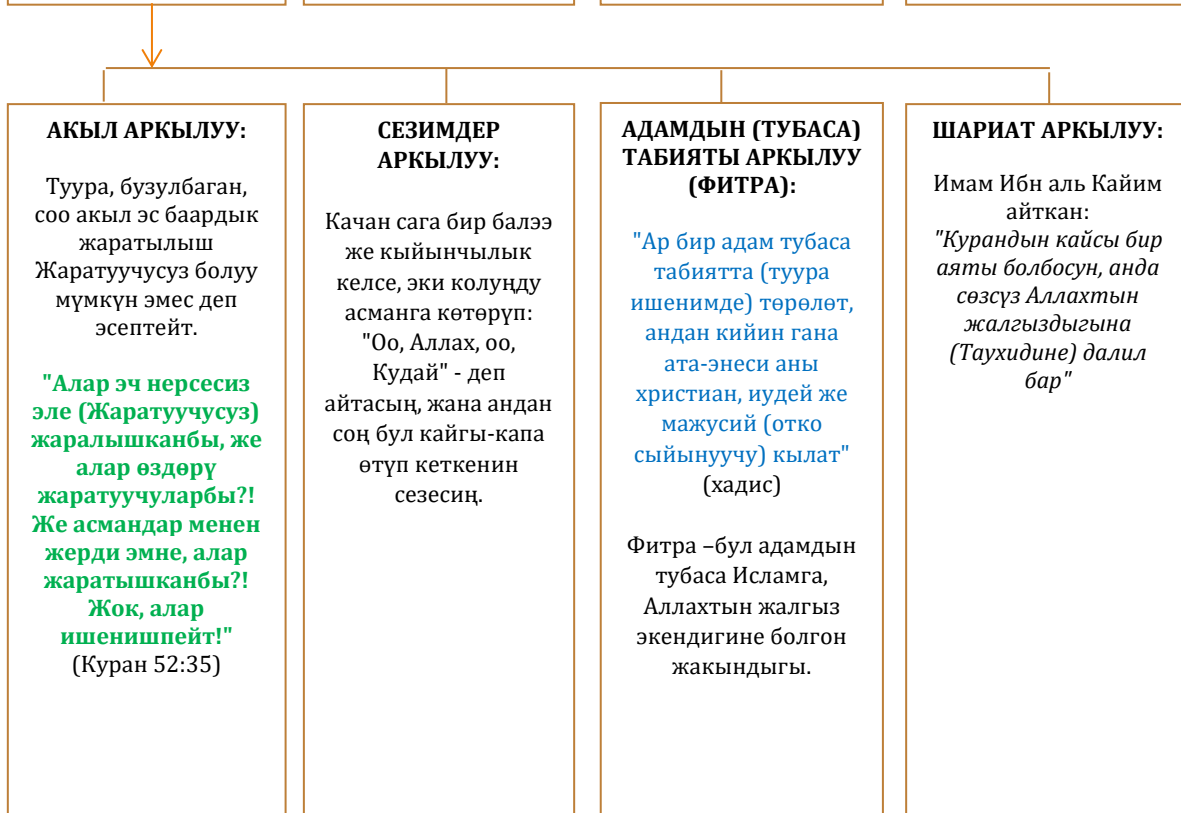 АКЫЛ АРКЫЛУУ:
Туура, бузулбаган,
соо акыл эс баардык
жаратылыш
Жаратуучусуз болуу
мүмкүн эмес деп
эсептейт.
"Алар эч нерсесиз
эле (Жаратуучусуз)
жаралышканбы, же
алар өздөрү
жаратуучуларбы?!
Же асмандар менен
жерди эмне, алар
жаратышканбы?!
Жок, алар
ишенишпейт!"
(Куран 52:35)
СЕЗИМДЕР
АРКЫЛУУ:
Качан сага бир балээ
же кыйынчылык
келсе, эки колуңду
асманга көтөрүп:
"Оо, Аллах, оо,
Кудай" - деп
айтасың, жана андан
соң бул кайгы-капа
өтүп кеткенин
сезесиң.
АДАМДЫН (ТУБАСА)
ТАБИЯТЫ АРКЫЛУУ
(ФИТРА):
"Ар бир адам тубаса
табиятта (туура
ишенимде) төрөлөт,
андан кийин гана
ата-энеси аны
христиан, иудей же
мажусий (отко
сыйынуучу) кылат"
(хадис)
Фитра –бул адамдын
тубаса Исламга,
Аллахтын жалгыз
экендигине болгон
жакындыгы.
ШАРИАТ АРКЫЛУУ:
Имам Ибн аль Кайим
айткан:
"Курандын кайсы бир
аяты болбосун, анда
сөзсүз Аллахтын
жалгыздыгына
(Таухидине) далил
бар"